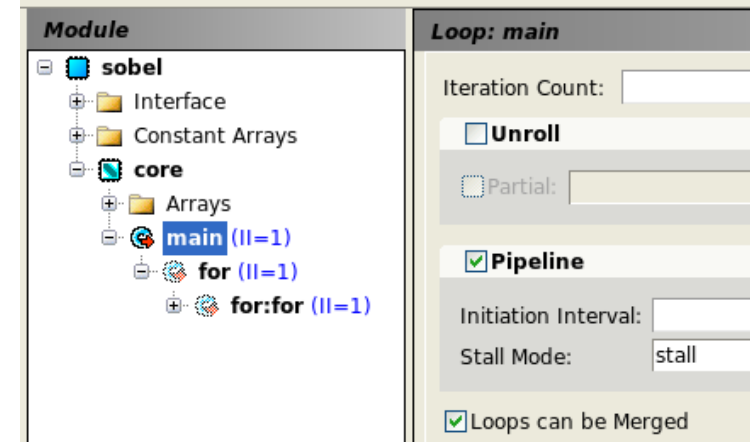 Module
sobel
Interface
Constant Arrays
core
Arrays
main (II=1)
for (II=1)
for:for (II=1)
Loop: main
Iteration Count:
Unroll
Partial:
Pipeline
Initiation Interval:
Stall Mode: stall
Loops can be Merged